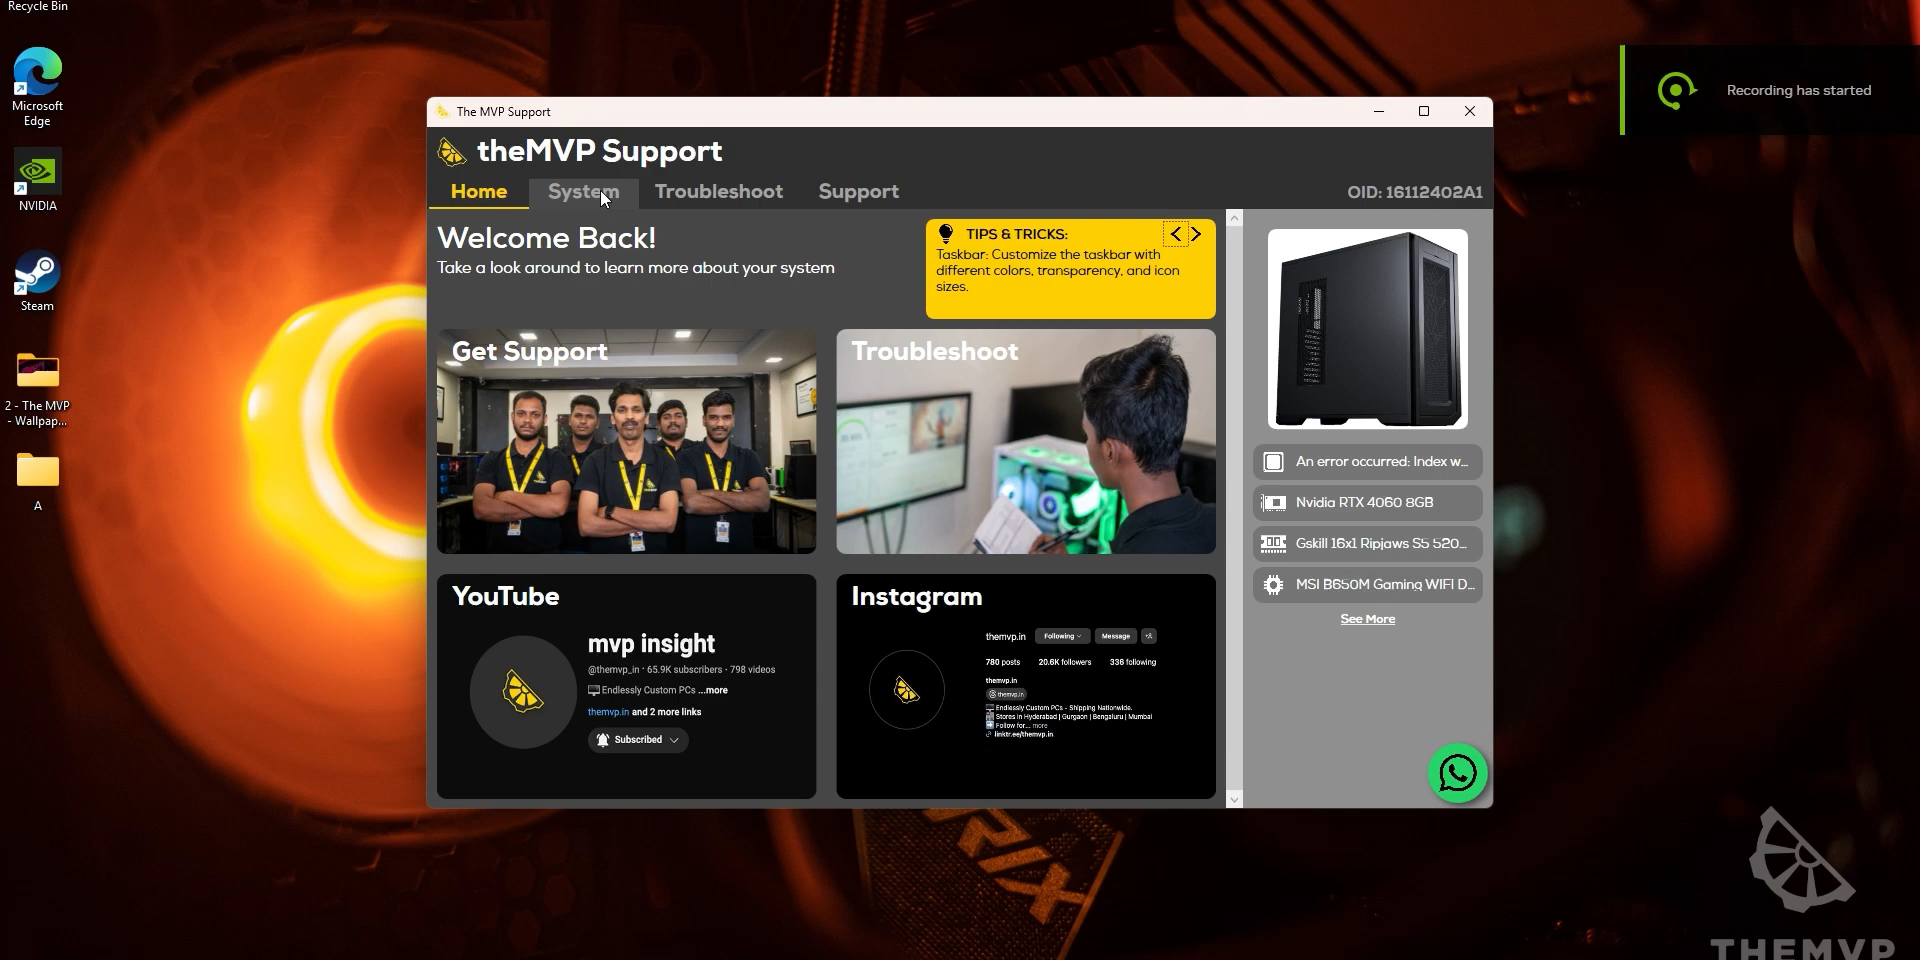 Recycle Bin
Microsoft
Edge
NVIDIA
Steam
2 - The MVP
- Wallpap...
A
Recording has started
The MVP Support
theMVP Support
Home
System
Troubleshoot
Support
OID: 16112402A1
Welcome Back!
Take a look around to learn more about your system
TIPS & TRICKS:
Taskbar: Customize the taskbar with
different colors, transparency, and icon
sizes.
Get Support
Troubleshoot
An error occurred: Index w...
Nvidia RTX 4060 8GB
Gskill 16x1 Ripjaws S5 520...
MSI B650M Gaming WIFI D...
See More
YouTube
mvp insight
@themvp_in · 65.9K subscribers · 798 videos
Endlessly Custom PCs ...more
themvp.in and 2 more links
Subscribed
Instagram
themvp.in Following Message
780 posts 20.6K followers 336 following
themvp.in
themvp.in
Endlessly Custom PCs - Shipping Nationwide.
Stores in Hyderabad | Gurgaon | Bengaluru | Mumbai
Follow for... more
linktr.ee/themvp.in
THEMVP